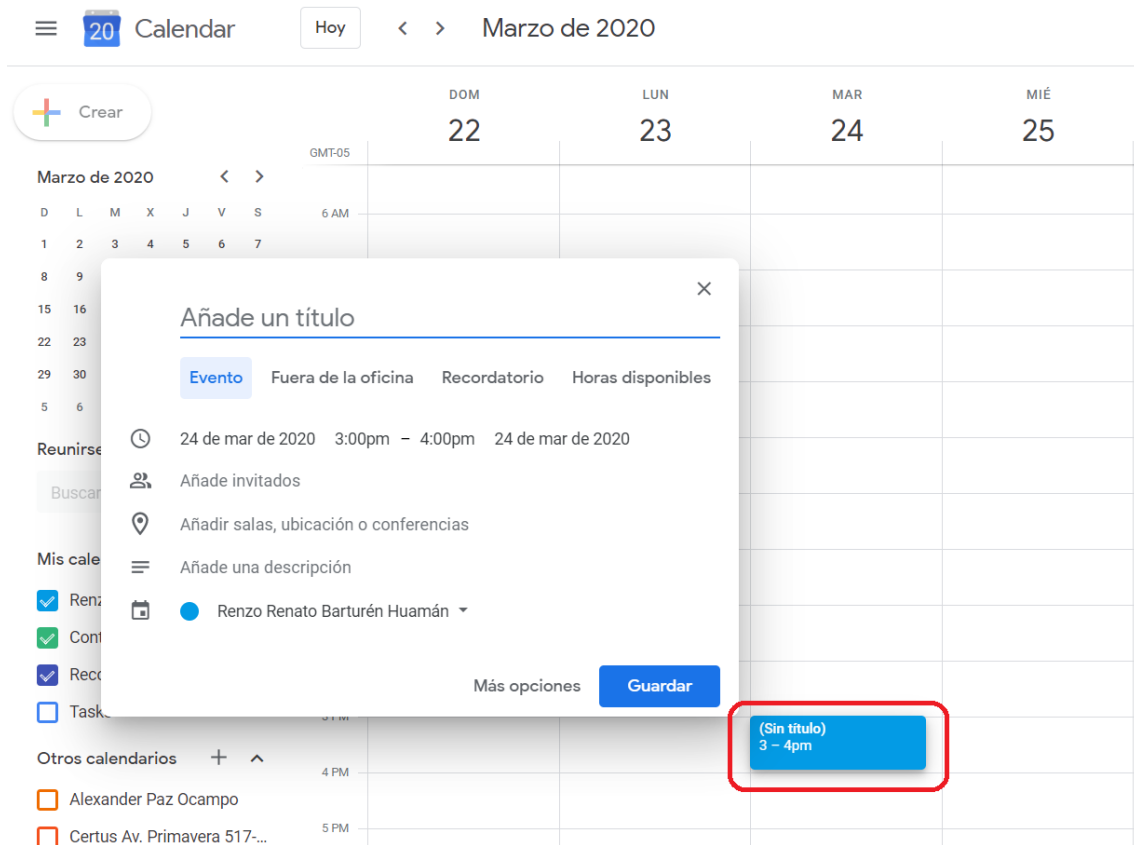 20 Calendar Hoy Marzo de 2020
Crear
DOM LUN MAR MIÉ
22 23 24 25
GMT-05
Marzo de 2020
D L M X J V S
6 AM
1 2 3 4 5 6 7
8 9
15 16
22 23
29 30
5 6
Añade un título
Evento Fuera de la oficina Recordatorio Horas disponibles
24 de mar de 2020 3:00pm – 4:00pm 24 de mar de 2020
Reunirse
Añade invitados
Buscar
Añadir salas, ubicación o conferencias
Mis cale
Añade una descripción
Renz
Renzo Renato Barturén Huamán
Cont
Reco
Más opciones Guardar
Task
3 PM
(Sin título)
3 – 4pm
Otros calendarios
4 PM
Alexander Paz Ocampo
5 PM
Certus Av. Primavera 517-...